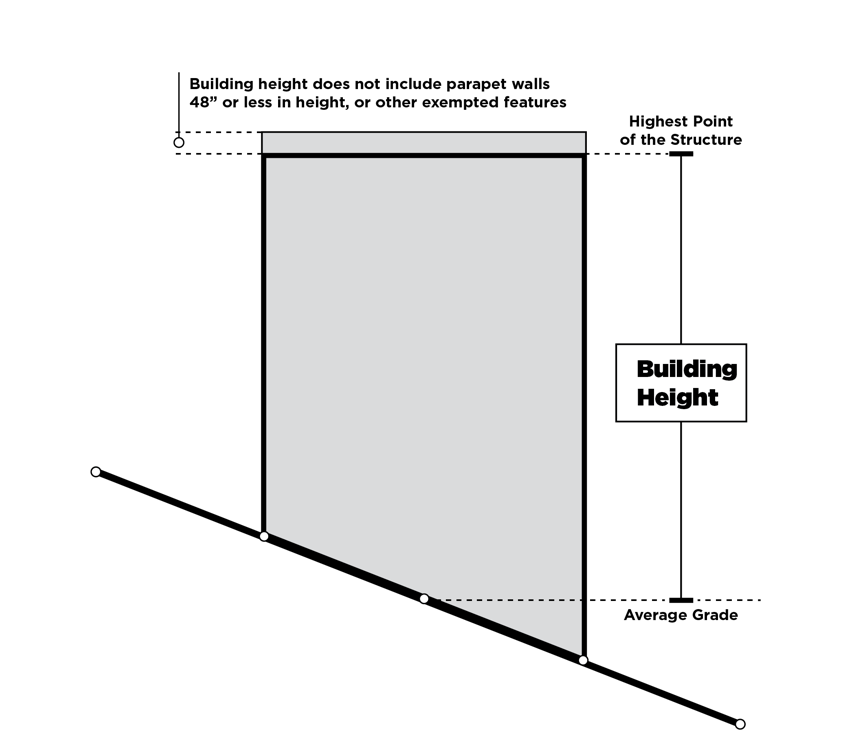 Building height does not include parapet walls
48” or less in height, or other exempted features
Highest Point
of the Structure
Building
Height
Average Grade